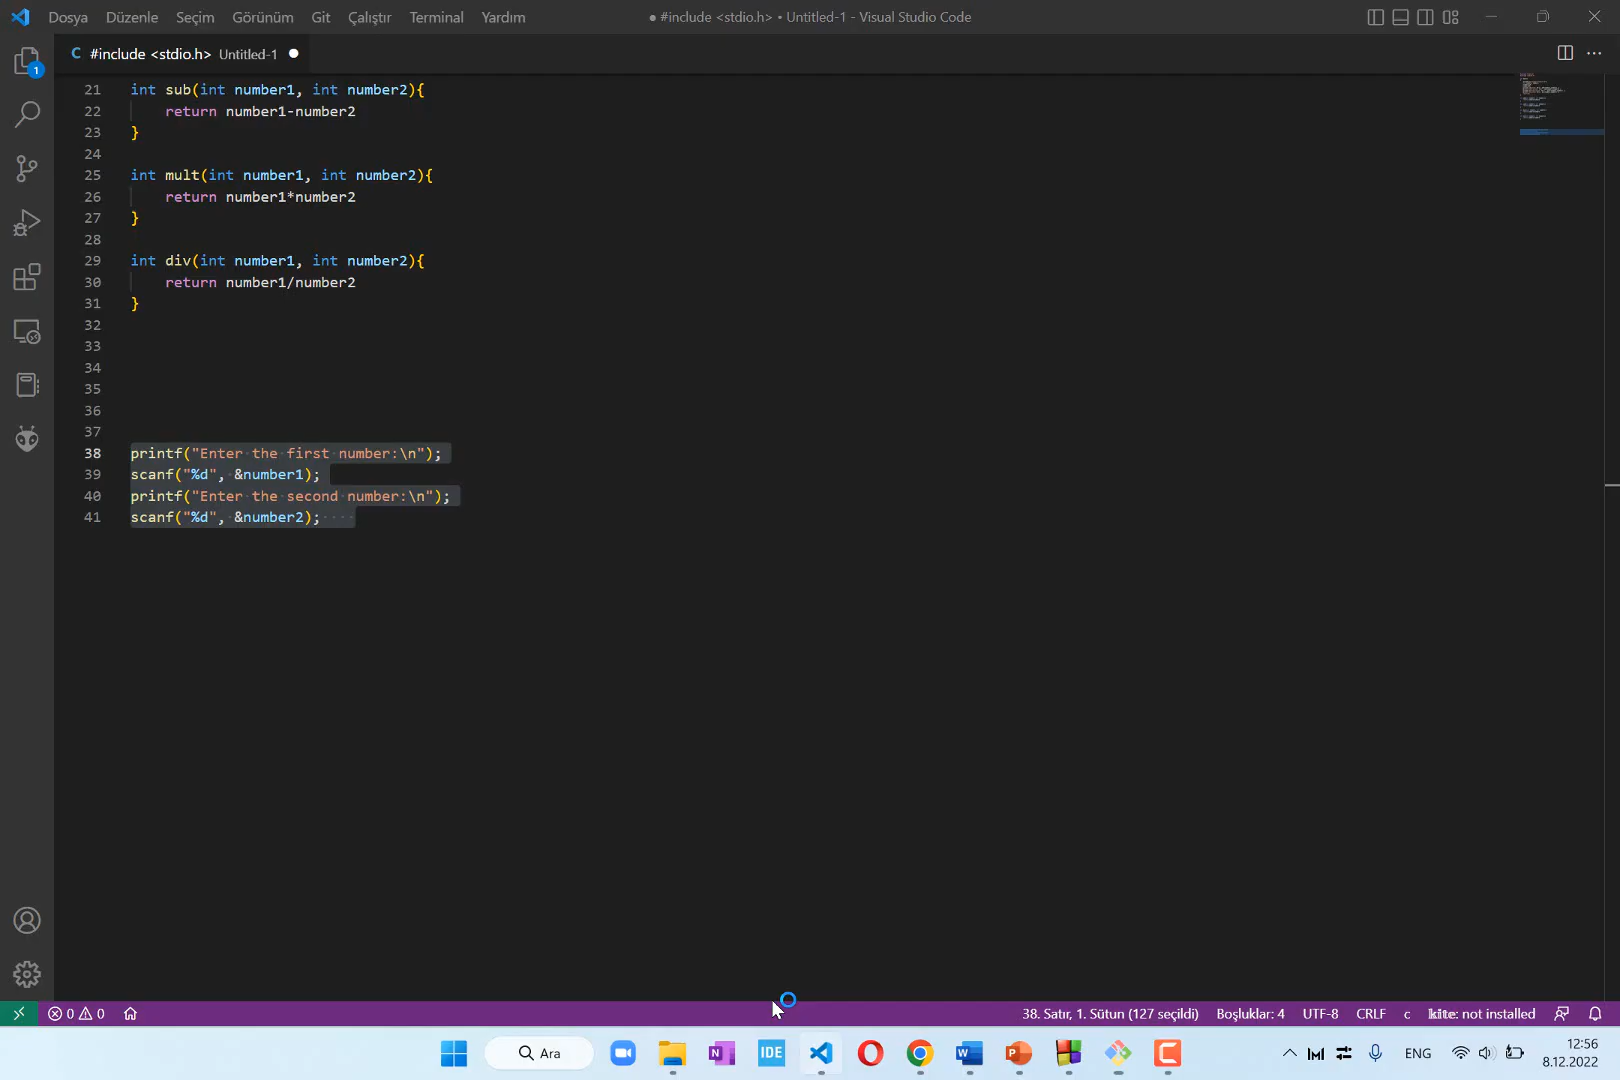 Dosya Düzenle Seçim Görünüm Git Çalıştır Terminal Yardım
● #include <stdio.h> • Untitled-1 - Visual Studio Code
C #include <stdio.h> Untitled-1 ●
1
21 int sub(int number1, int number2){
22 return number1-number2
23 }
24
25 int mult(int number1, int number2){
26 return number1*number2
27 }
28
29 int div(int number1, int number2){
30 return number1/number2
31 }
32
33
34
35
36
37
38 printf("Enter the first number:\n");
39 scanf("%d", &number1);
40 printf("Enter the second number:\n");
41 scanf("%d", &number2);
0 0
38. Satır, 1. Sütun (127 seçildi) Boşluklar: 4 UTF-8 CRLF c kite: not installed
Ara
IDE
ENG
12:56
8.12.2022